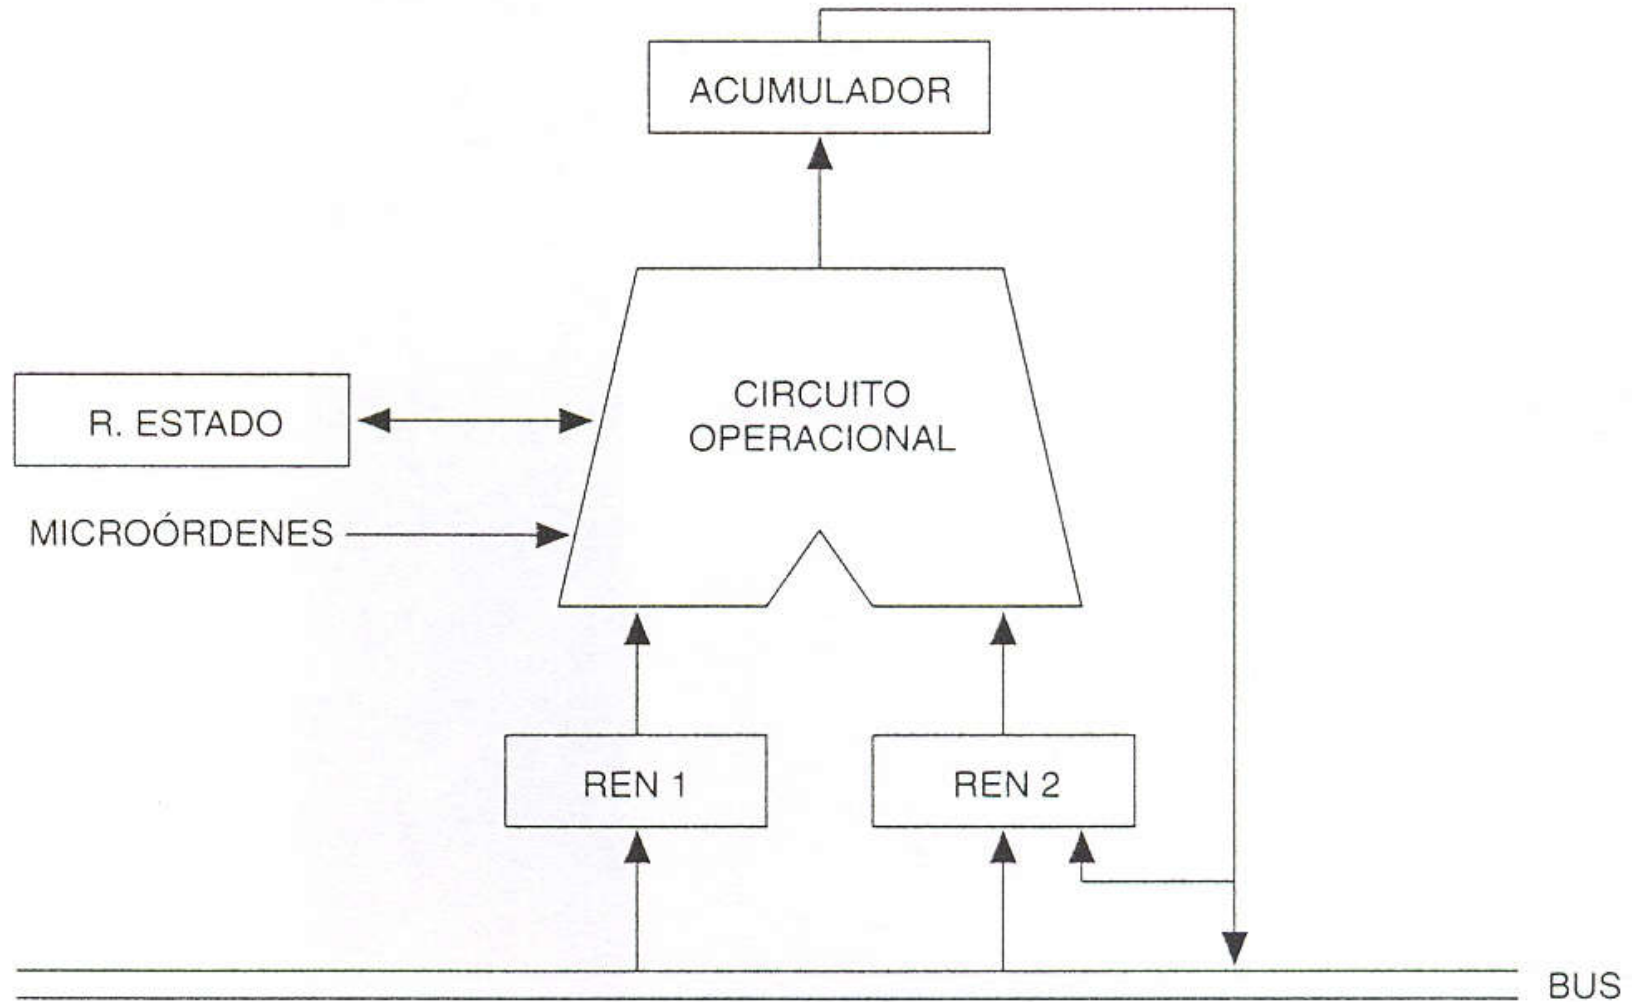 ACUMULADOR
CIRCUITO
OPERACIONAL
R. ESTADO
MICROÓRDENES
REN 1
REN 2
BUS